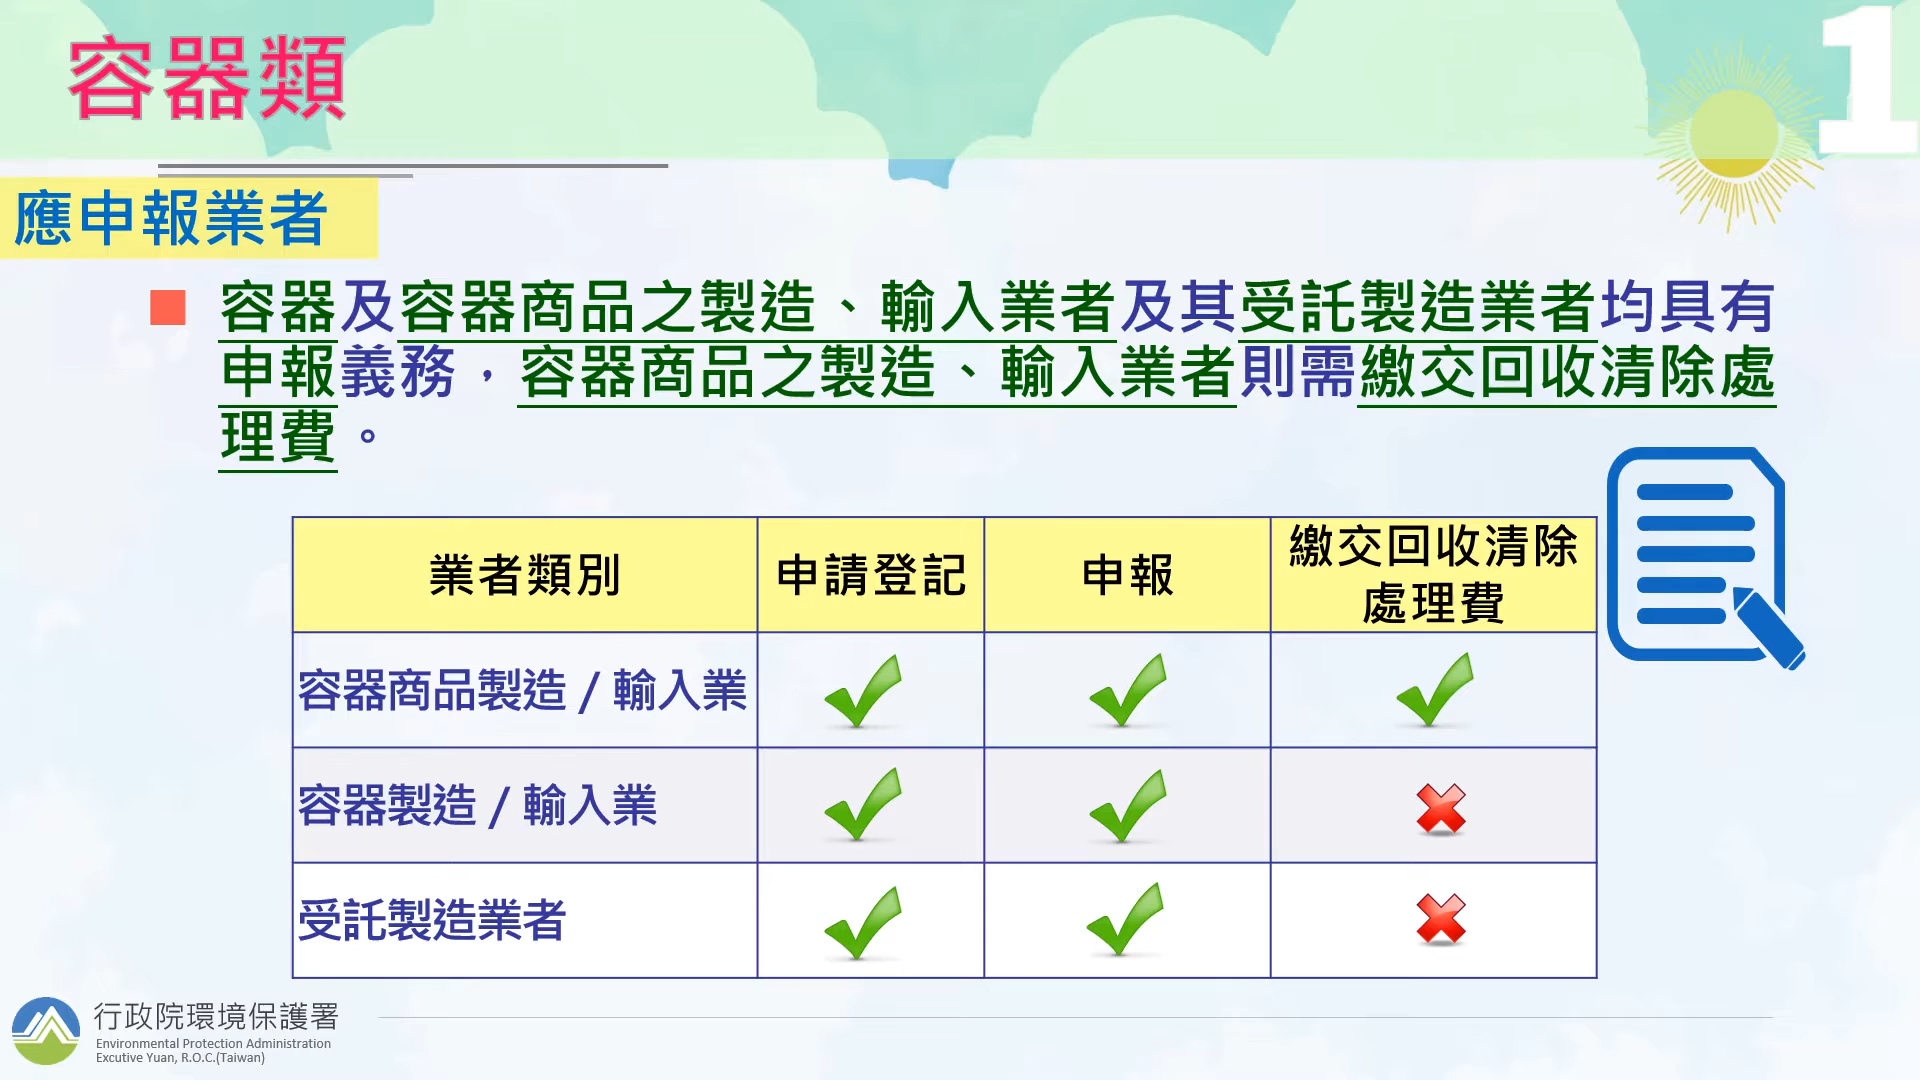 容器類
1
應申報業者
容器及容器商品之製造、輸入業者及其受託製造業者均具有
申報義務，容器商品之製造、輸入業者則需繳交回收清除處
理費。
業者類別 申請登記 申報 繳交回收清除
處理費
容器商品製造 / 輸入業
容器製造 / 輸入業
受託製造業者
行政院環境保護署
Environmental Protection Administration
Excutive Yuan, R.O.C.(Taiwan)